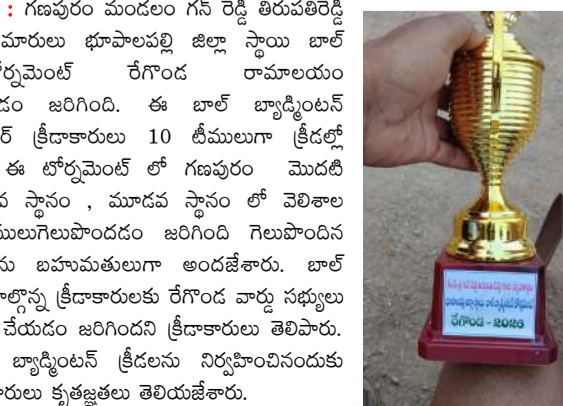 : గణపురం మండలం గన్ రెడ్డి తిరుపతిరెడ్డి
మారులు భూపాలపల్లి జిల్లా స్థాయి బాల్
ర్నమెంట్ రేగొండ రామాలయం
డం జరిగింది. ఈ బాల్ బ్యాడ్మింటన్
ర్ క్రీడాకారులు 10 టీములుగా క్రీడల్లో
ఈ టోర్నమెంట్ లో గణపురం మొదటి
వ స్థానం , మూడవ స్థానం లో వెలిశాల
ములుగెలుపొందడం జరిగింది గెలుపొందిన
ను బహుమతులుగా అందజేశారు. బాల్
ాల్గొన్న క్రీడాకారులకు రేగొండ వార్డు సభ్యులు
చేయడం జరిగిందని క్రీడాకారులు తెలిపారు.
బ్యాడ్మింటన్ క్రీడలను నిర్వహించినందుకు
ారులు కృతజ్ఞతలు తెలియజేశారు.
రేగొండ - 2026